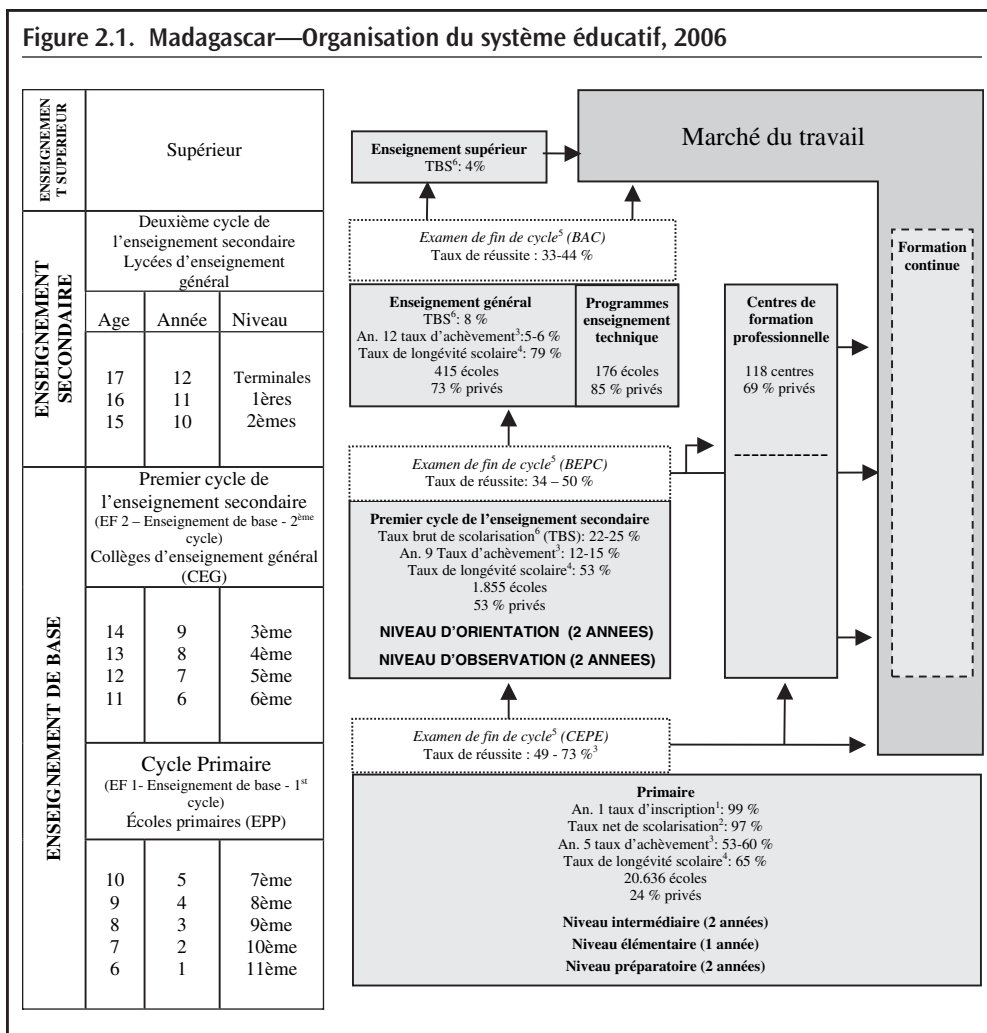 Figure 2.1. Madagascar—Organisation du système éducatif, 2006
ENSEIGNEMEN
T SUPERIEUR
Supérieur
ENSEIGNEMENT
SECONDAIRE
Deuxième cycle de
l'enseignement secondaire
Lycées d'enseignement
général
Age Année Niveau
17 12 Terminales
16 11 1ères
15 10 2èmes
ENSEIGNEMENT DE BASE
Premier cycle de
l'enseignement secondaire
(EF 2 – Enseignement de base - 2ème
cycle)
Collèges d'enseignement général
(CEG)
14 9 3ème
13 8 4ème
12 7 5ème
11 6 6ème
Cycle Primaire
(EF 1- Enseignement de base - 1st
cycle)
Écoles primaires (EPP)
10 5 7ème
9 4 8ème
8 3 9ème
7 2 10ème
6 1 11ème
Enseignement supérieur
TBS6: 4%
Marché du travail
Examen de fin de cycle5 (BAC)
Taux de réussite : 33-44 %
Enseignement général
TBS6: 8 %
An. 12 taux d'achèvement3:5-6 %
Taux de longévité scolaire4: 79 %
415 écoles
73 % privés
Programmes
enseignement
technique
176 écoles
85 % privés
Centres de
formation
professionnelle
118 centres
69 % privés
Formation
continue
Examen de fin de cycle5 (BEPC)
Taux de réussite: 34 – 50 %
Premier cycle de l'enseignement secondaire
Taux brut de scolarisation6 (TBS): 22-25 %
An. 9 Taux d'achèvement3: 12-15 %
Taux de longévité scolaire4: 53 %
1.855 écoles
53 % privés
NIVEAU D'ORIENTATION (2 ANNEES)
NIVEAU D'OBSERVATION (2 ANNEES)
Examen de fin de cycle5 (CEPE)
Taux de réussite : 49 - 73 %3
Primaire
An. 1 taux d'inscription1: 99 %
Taux net de scolarisation2: 97 %
An. 5 taux d'achèvement3: 53-60 %
Taux de longévité scolaire4: 65 %
20.636 écoles
24 % privés
Niveau intermédiaire (2 années)
Niveau élémentaire (1 année)
Niveau préparatoire (2 années)